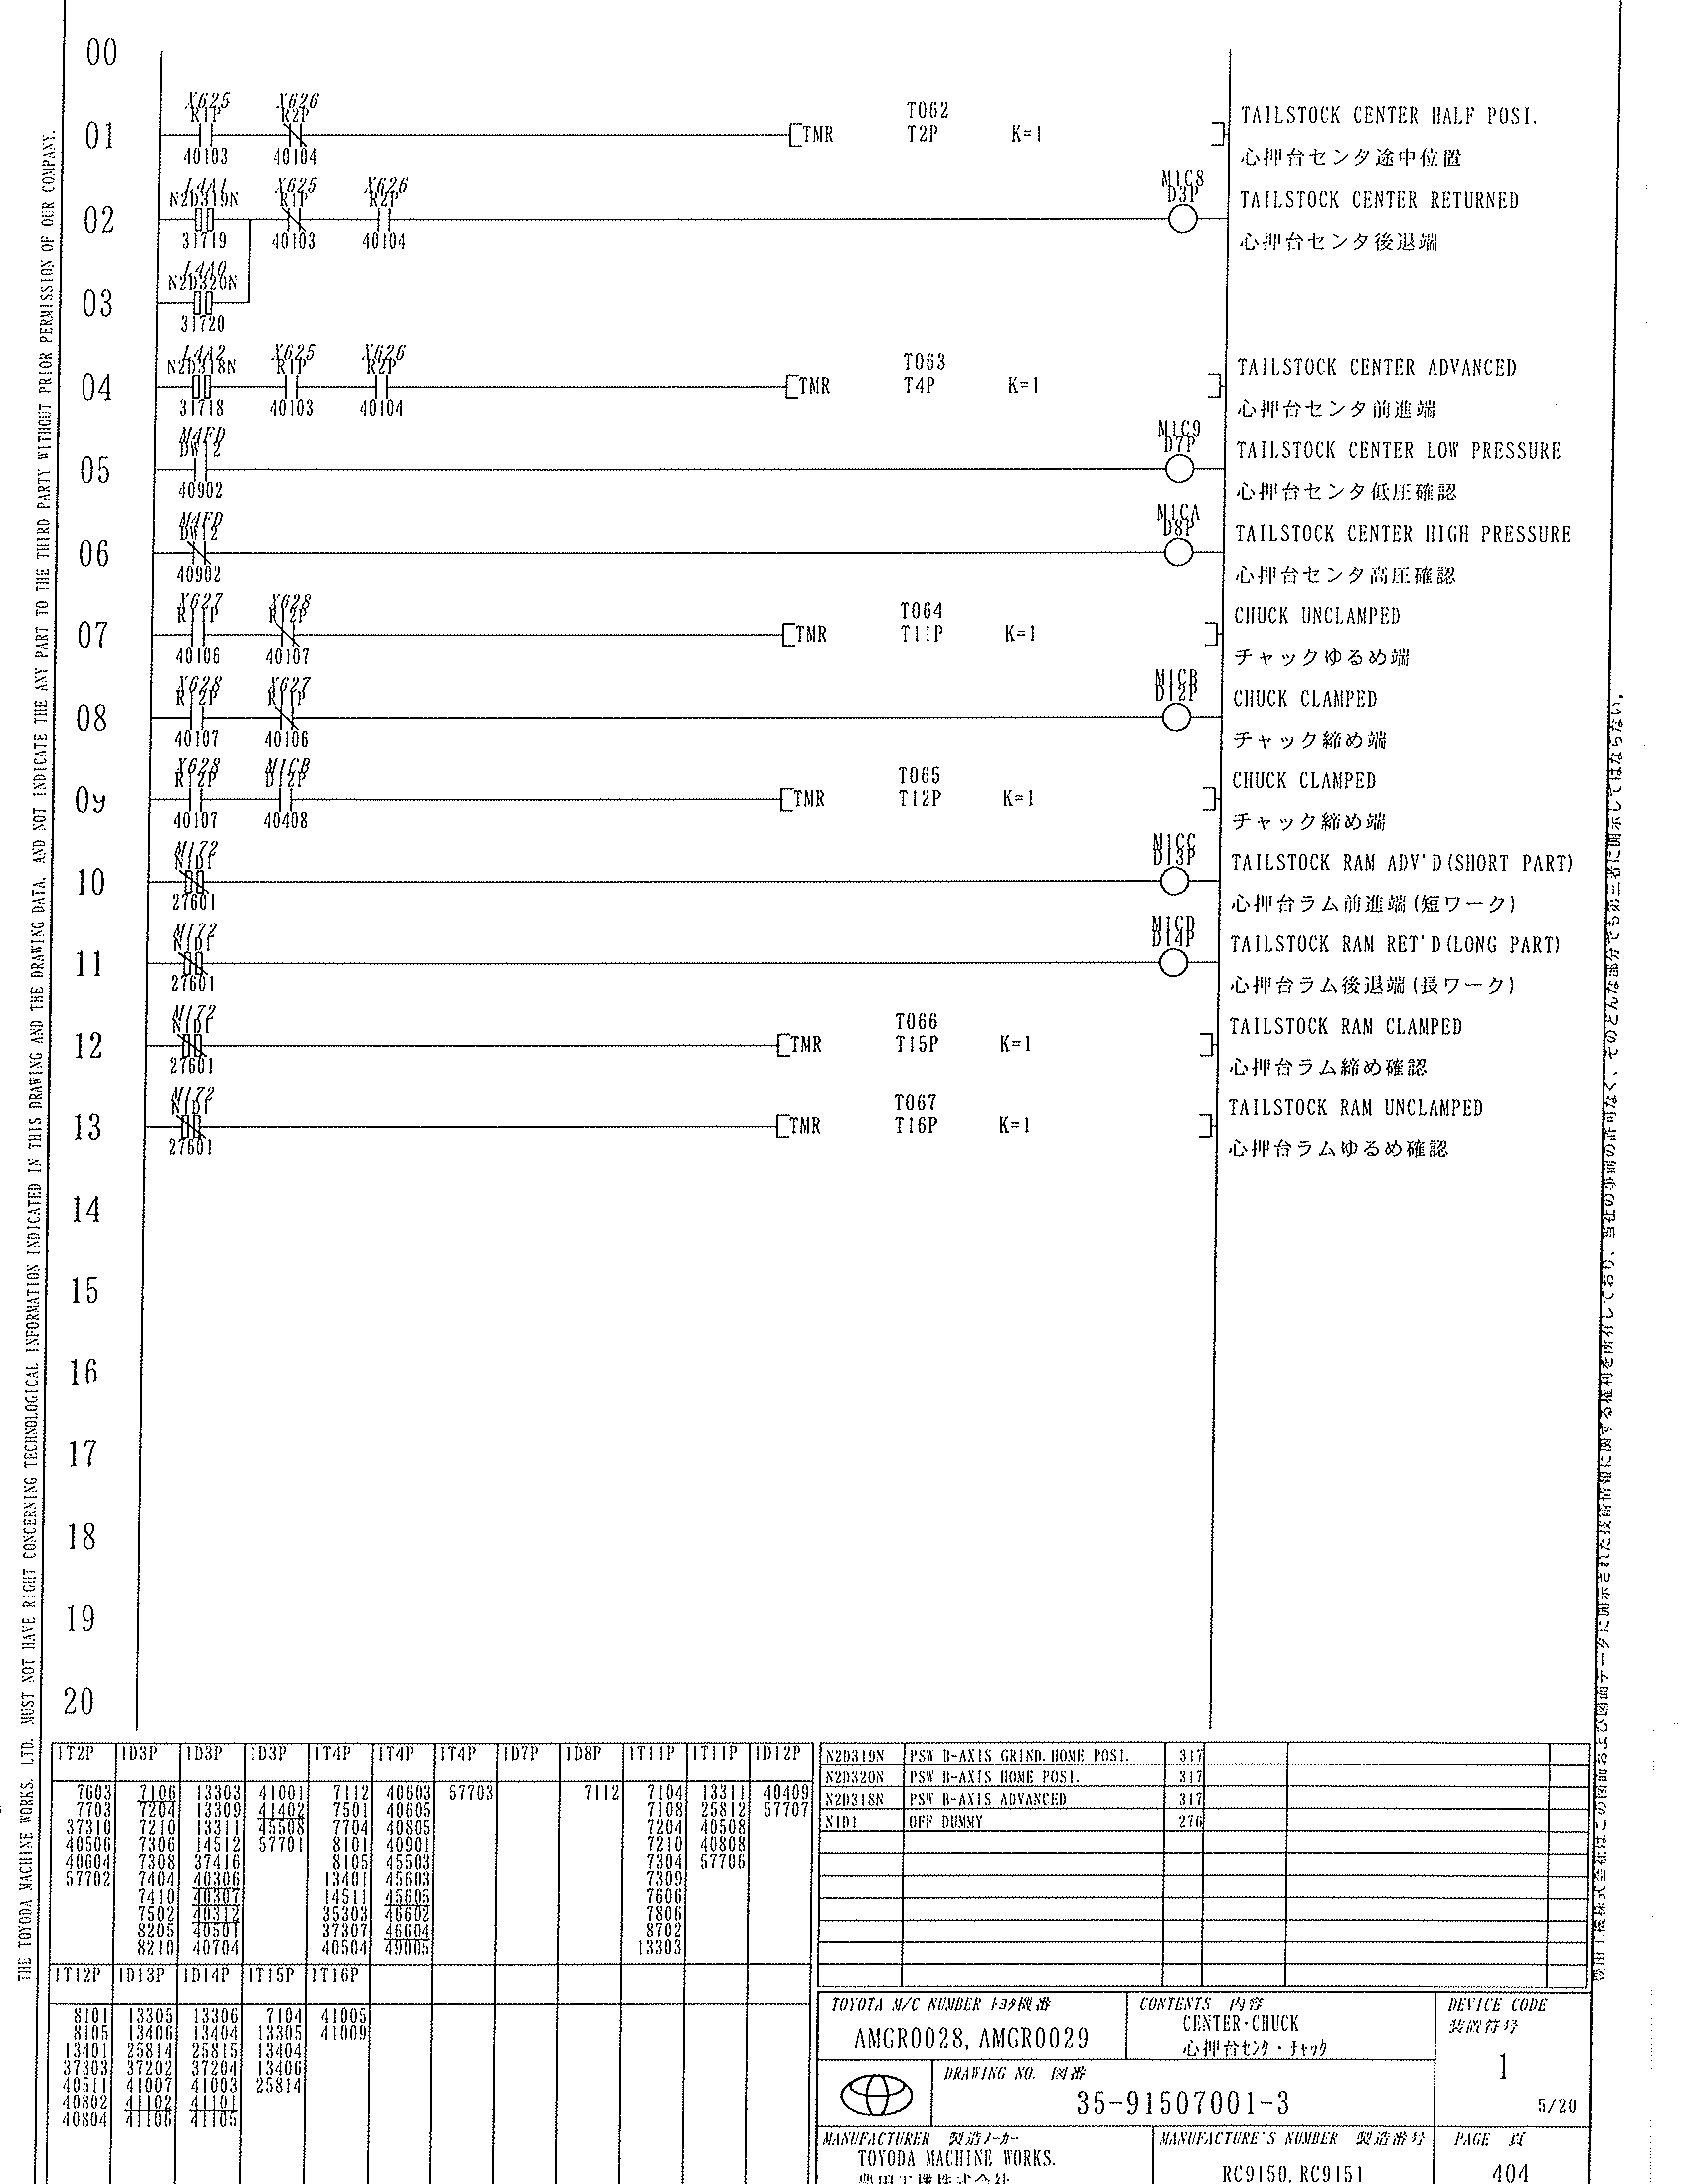 00
X625 X626 T062
R1P R2P TAILSTOCK CENTER HALF POSI.
01 TMR T2P K=1
40103 40104 心押台センタ途中位置
L4A1 X625 X626 M1C8
N2D319N R1P R2P D3P TAILSTOCK CENTER RETURNED
02
31719 40103 40104 心押台センタ後退端
L4A0
N2D320N
03
31720
L4A2 X625 X626 T063
N2D318N R1P R2P TAILSTOCK CENTER ADVANCED
04 TMR T4P K=1
31718 40103 40104 心押台センタ前進端
M4FD M1C9
DW12 D7P TAILSTOCK CENTER LOW PRESSURE
05
40902 心押台センタ低圧確認
M4FD M1CA
DW12 D8P TAILSTOCK CENTER HIGH PRESSURE
06
40902 心押台センタ高圧確認
X627 X628 T064
R11P R12P CHUCK UNCLAMPED
07 TMR T11P K=1
40106 40107 チャックゆるめ端
X628 X627 M1CB
R12P R11P D12P CHUCK CLAMPED
08
40107 40106 チャック締め端
X628 M1CB T065
R12P D12P CHUCK CLAMPED
09 TMR T12P K=1
40107 40408 チャック締め端
M172 M1CC
N1D1 D13P TAILSTOCK RAM ADV'D(SHORT PART)
10
27601 心押台ラム前進端(短ワーク)
M172 M1CD
N1D1 D14P TAILSTOCK RAM RET'D(LONG PART)
11
27601 心押台ラム後退端(長ワーク)
M172 T066
N1D1 TAILSTOCK RAM CLAMPED
12 TMR T15P K=1
27601 心押台ラム締め確認
M172 T067
N1D1 TAILSTOCK RAM UNCLAMPED
13 TMR T16P K=1
27601 心押台ラムゆるめ確認
14
15
16
17
18
19
20
1T2P 1D3P 1D3P 1D3P 1T4P 1T4P 1T4P 1D7P 1D8P 1T11P 1T11P 1D12P
7603 7106 13303 41001 7112 40603 57703 7112 7104 13311 40409
7703 7204 13309 41402 7501 40605 7108 25812 57707
37310 7210 13311 45508 7704 40805 7204 40508
40506 7306 14512 57701 8101 40901 7210 40808
40604 7308 37416 8105 45503 7304 57706
57702 7404 40306 13401 45603 7309
7410 40307 14511 45605 7606
7502 40312 35303 46602 7806
8205 40501 37307 46604 8702
8210 40704 40504 49005 13303
1T12P 1D13P 1D14P 1T15P 1T16P
8101 13305 13306 7104 41005
8105 13406 13404 13305 41009
13401 25814 25815 13404
37303 37202 37204 13406
40511 41007 41003 25814
40802 41102 41101
40804 41106 41105
N2D319N PSW B-AXIS GRIND.HOME POSI. 317
N2D320N PSW B-AXIS HOME POSI. 317
N2D318N PSW B-AXIS ADVANCED 317
N1D1 OFF DUMMY 276
TOYOTA M/C NUMBER トヨタ機番
AMGR0028, AMGR0029
CONTENTS 内容
CENTER・CHUCK
心押台センタ・チャック
DEVICE CODE
装置符号
1
5/20
DRAWING NO. 図番
35-91507001-3
MANUFACTURER 製造メーカー
TOYODA MACHINE WORKS.
豊田工機株式会社
MANUFACTURE'S NUMBER 製造番号
RC9150, RC9151
PAGE 頁
404
THE TOYODA MACHINE WORKS. LTD. MUST NOT HAVE RIGHT CONCERNING TECHNOLOGICAL INFORMATION INDICATED IN THIS DRAWING AND THE DRAWING DATA. AND NOT INDICATE THE ANY PART TO THE THIRD PARTY WITHOUT PRIOR PERMISSION OF OUR COMPANY.